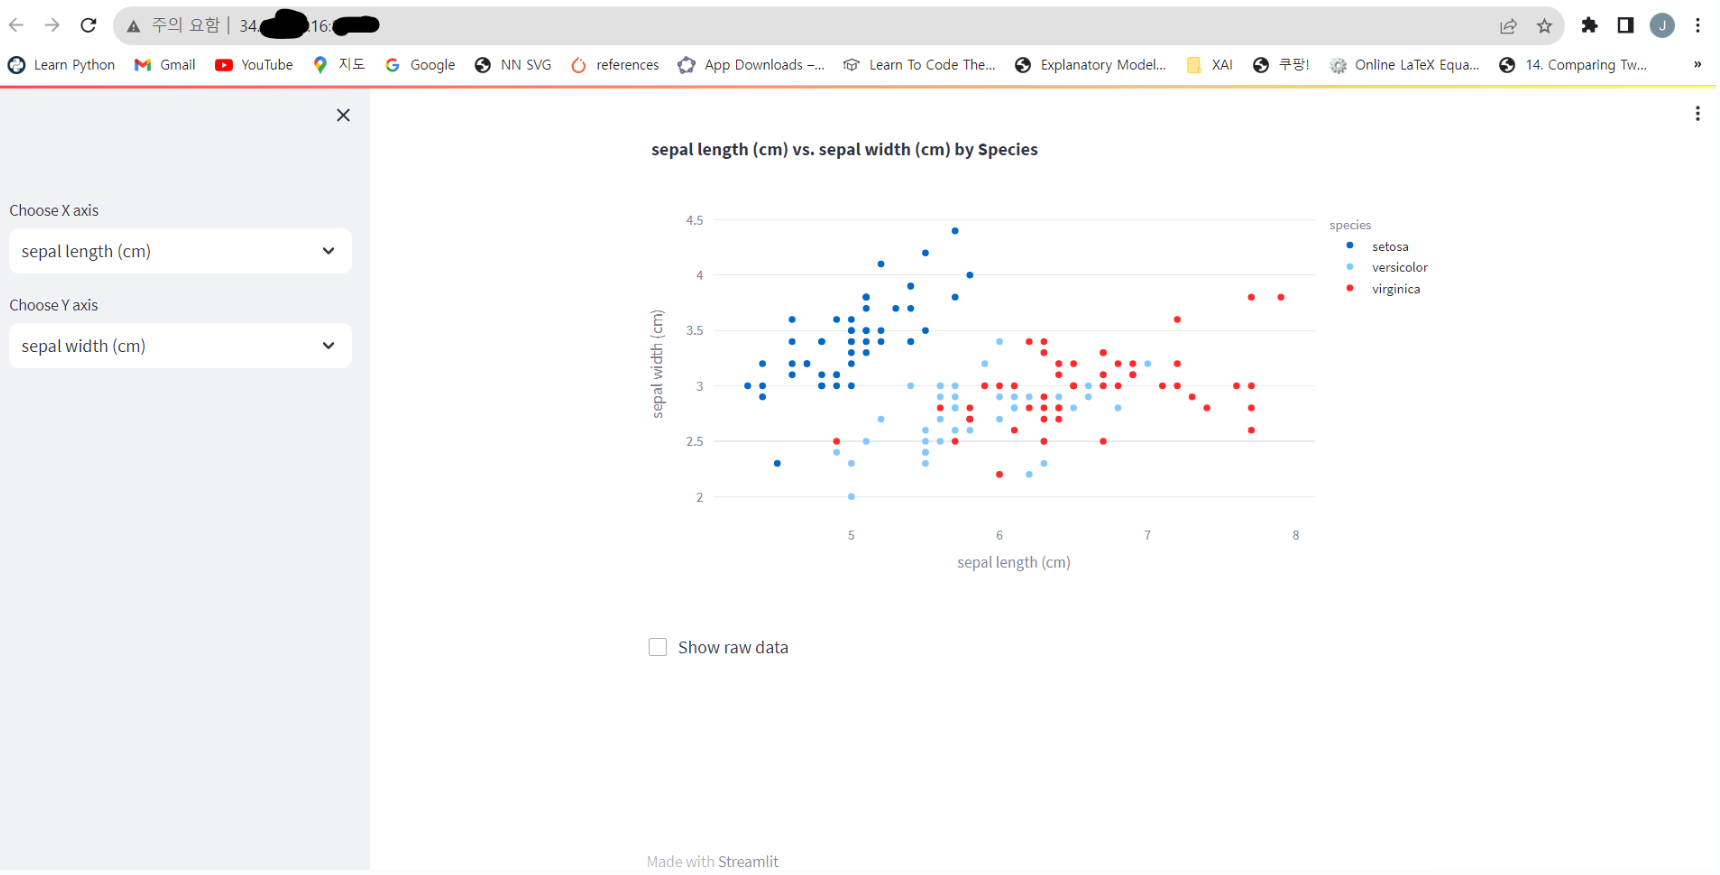 주의 요함 | 34. .16:
Learn Python Gmail YouTube 지도 Google NN SVG references App Downloads –... Learn To Code The... Explanatory Model... XAI 쿠팡! Online LaTeX Equa... 14. Comparing Tw... »
J
Choose X axis
sepal length (cm)
Choose Y axis
sepal width (cm)
sepal length (cm) vs. sepal width (cm) by Species
4.5
4
3.5
3
2.5
2
sepal width (cm)
5 6 7 8
sepal length (cm)
species
setosa
versicolor
virginica
Show raw data
Made with Streamlit